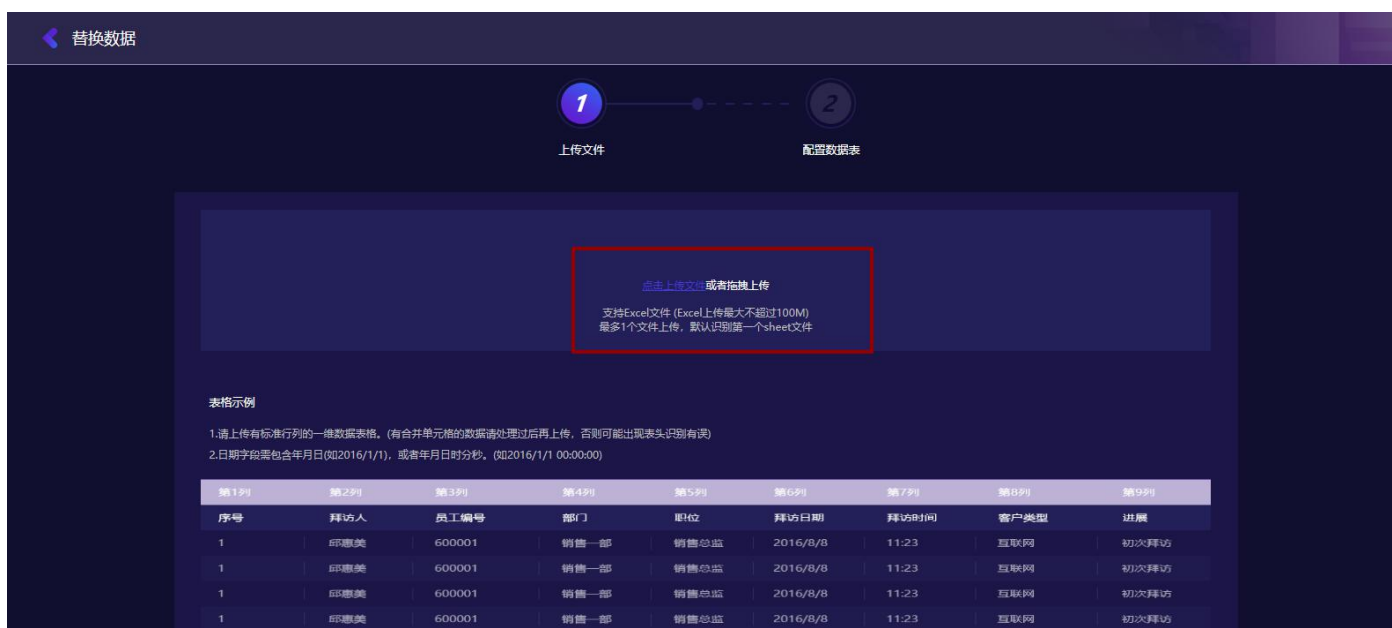 替换数据
1
2
上传文件
配置数据表
点击上传文件或者拖拽上传
支持Excel文件 (Excel上传最大不超过100M)
最多1个文件上传，默认识别第一个sheet文件
表格示例
1.请上传有标准行列的一维数据表格。(有合并单元格的数据请处理过后再上传，否则可能出现表头识别有误)
2.日期字段需包含年月日(如2016/1/1)，或者年月日时分秒。(如2016/1/1 00:00:00)
第1列 第2列 第3列 第4列 第5列 第6列 第7列 第8列 第9列
序号 拜访人 员工编号 部门 职位 拜访日期 拜访时间 客户类型 进展
1 邱惠美 600001 销售一部 销售总监 2016/8/8 11:23 互联网 初次拜访
1 邱惠美 600001 销售一部 销售总监 2016/8/8 11:23 互联网 初次拜访
1 邱惠美 600001 销售一部 销售总监 2016/8/8 11:23 互联网 初次拜访
1 邱惠美 600001 销售一部 销售总监 2016/8/8 11:23 互联网 初次拜访